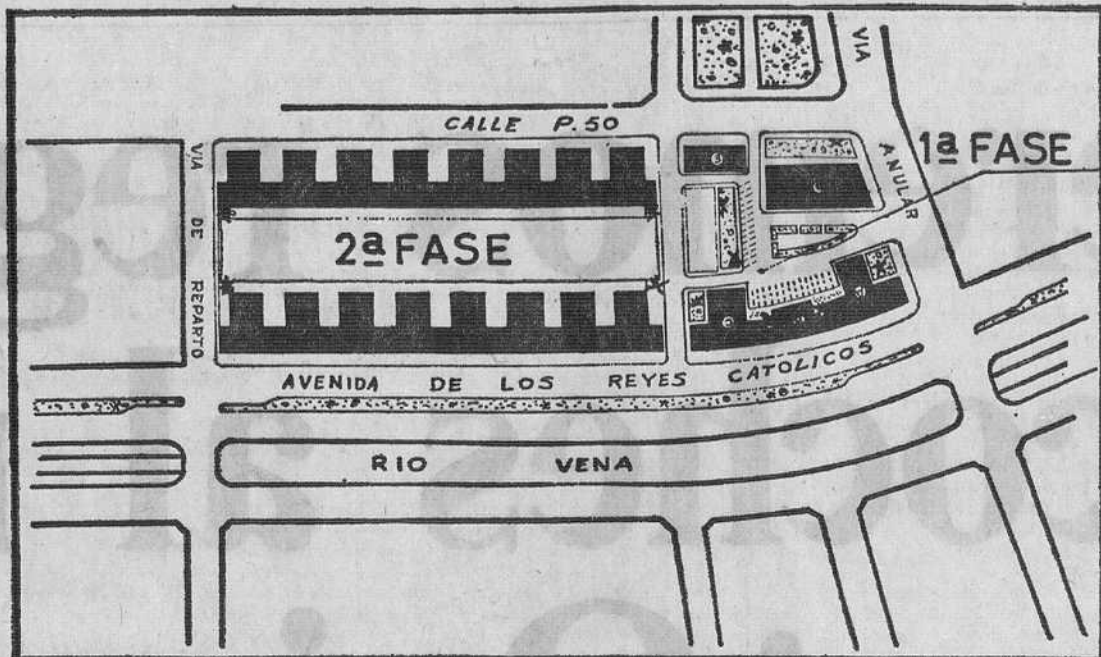 VIA
ANULAR
CALLE P.50
1ª FASE
VIA DE REPARTO
2ª FASE
AVENIDA DE LOS REYES CATOLICOS
RIO VENA